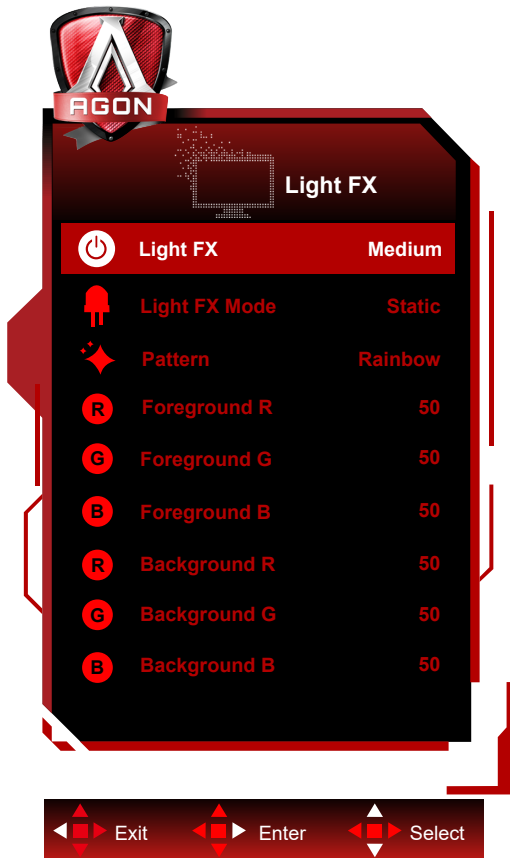 AGON
Light FX
Light FX Medium
Light FX Mode Static
Pattern Rainbow
R Foreground R 50
G Foreground G 50
B Foreground B 50
R Background R 50
G Background G 50
B Background B 50
Exit Enter Select